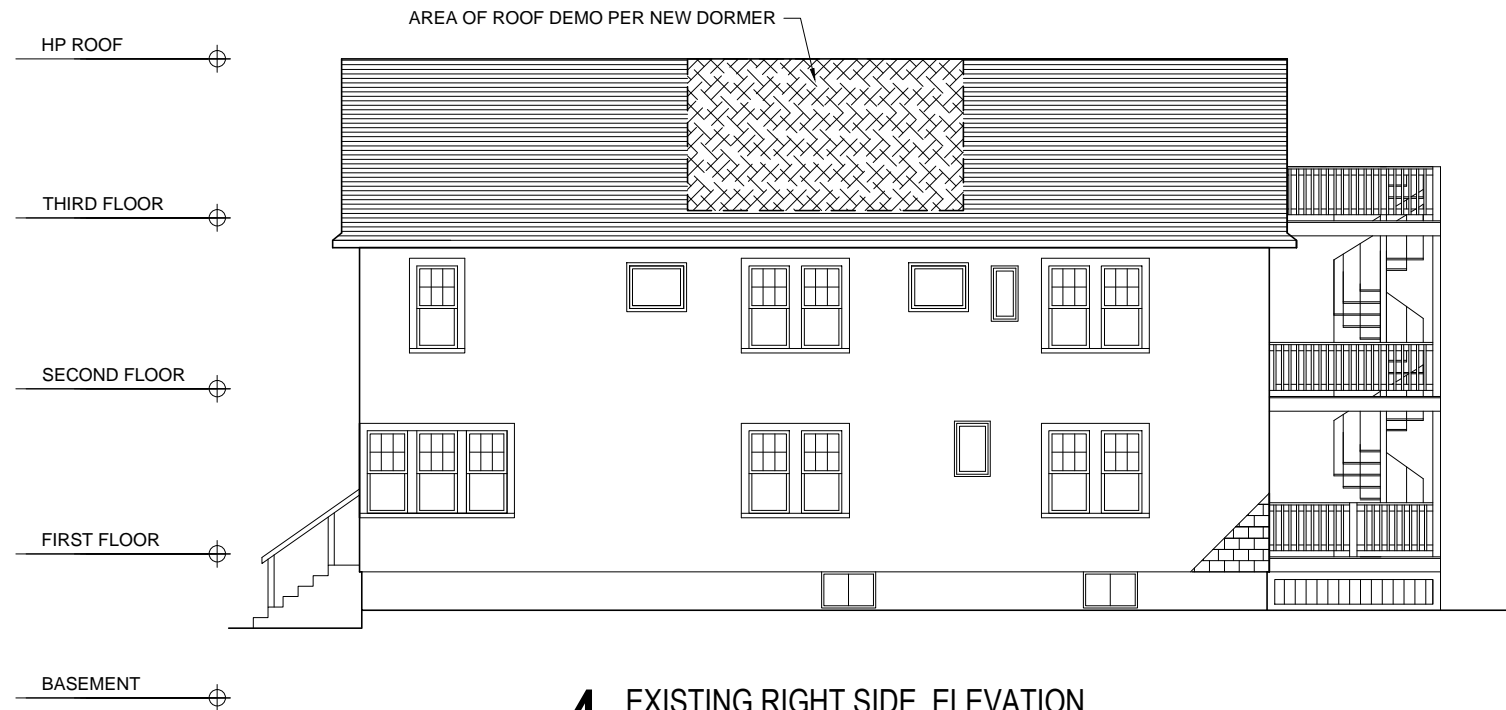 AREA OF ROOF DEMO PER NEW DORMER
HP ROOF
THIRD FLOOR
SECOND FLOOR
FIRST FLOOR
BASEMENT
4 EXISTING RIGHT SIDE ELEVATION